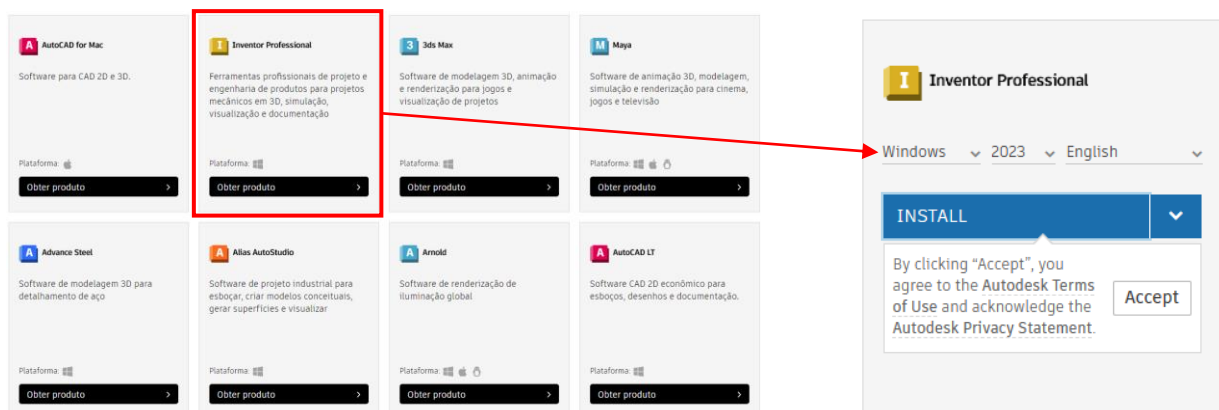 AutoCAD for Mac
Software para CAD 2D e 3D.
Plataforma:
Obter produto
Inventor Professional
Ferramentas profissionais de projeto e
engenharia de produtos para projetos
mecânicos em 3D, simulação,
visualização e documentação
Plataforma:
Obter produto
3ds Max
Software de modelagem 3D, animação
e renderização para jogos e
visualização de projetos
Plataforma:
Obter produto
Maya
Software de animação 3D, modelagem,
simulação e renderização para cinema,
jogos e televisão
Plataforma:
Obter produto
Advance Steel
Software de modelagem 3D para
detalhamento de aço
Plataforma:
Obter produto
Alias AutoStudio
Software de projeto industrial para
esboçar, criar modelos conceituais,
gerar superfícies e visualizar
Plataforma:
Obter produto
Arnold
Software de renderização de
iluminação global
Plataforma:
Obter produto
AutoCAD LT
Software CAD 2D econômico para
esboços, desenhos e documentação.
Plataforma:
Obter produto
Inventor Professional
Windows 2023 English
INSTALL
By clicking “Accept”, you
agree to the Autodesk Terms
of Use and acknowledge the
Autodesk Privacy Statement.
Accept